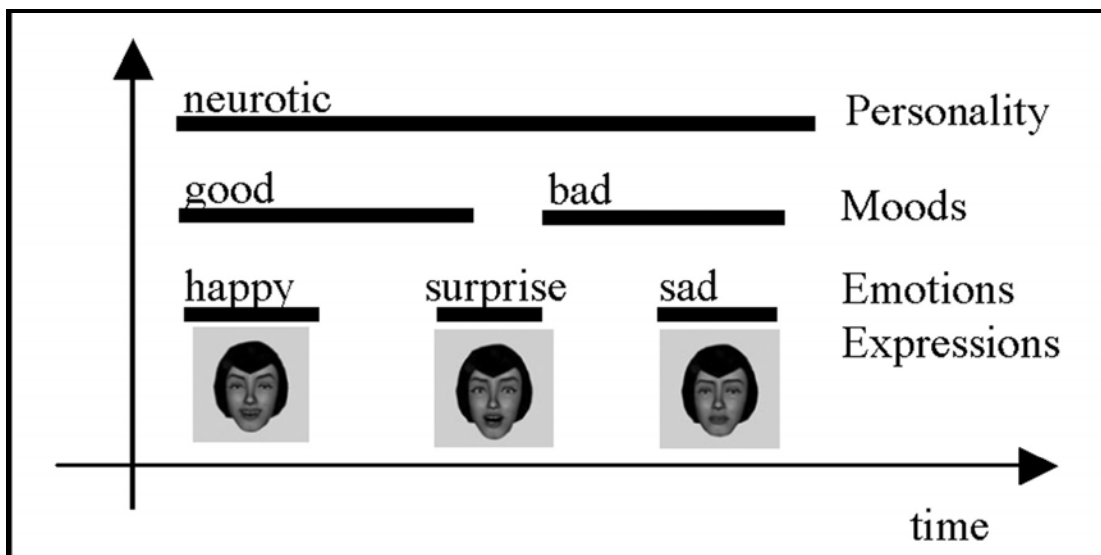 neurotic
Personality
good
bad
Moods
happy
surprise
sad
Emotions
Expressions
time